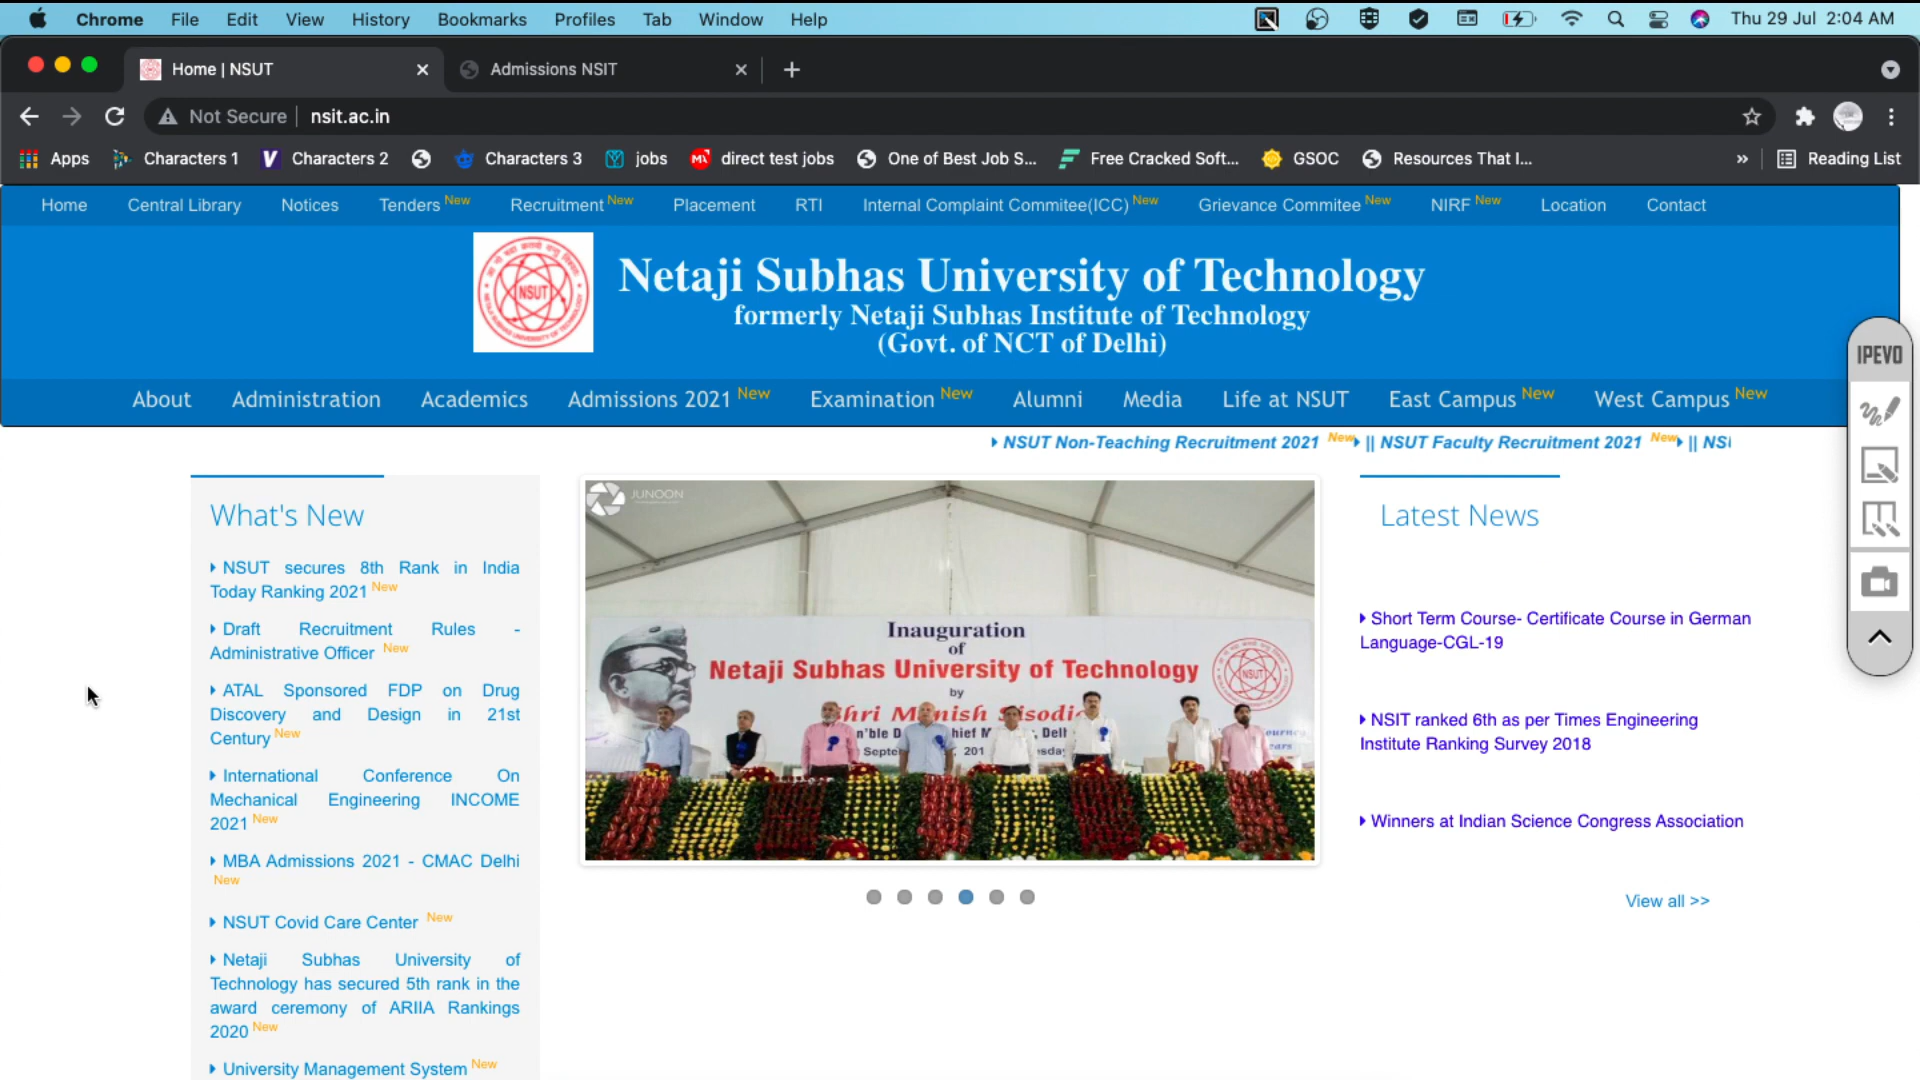 Chrome File Edit View History Bookmarks Profiles Tab Window Help Thu 29 Jul 2:04 AM
Home | NSUT Admissions NSIT
Not Secure nsit.ac.in
Apps Characters 1 Characters 2 Characters 3 jobs direct test jobs One of Best Job S... Free Cracked Soft... GSOC Resources That I... » Reading List
Home Central Library Notices Tenders New Recruitment New Placement RTI Internal Complaint Commitee(ICC) New Grievance Commitee New NIRF New Location Contact
NSUT
Netaji Subhas University of Technology
formerly Netaji Subhas Institute of Technology
(Govt. of NCT of Delhi)
IPEVO
About Administration Academics Admissions 2021 New Examination New Alumni Media Life at NSUT East Campus New West Campus New
NSUT Non-Teaching Recruitment 2021 New || NSUT Faculty Recruitment 2021 New || NSU
What's New
NSUT secures 8th Rank in India
Today Ranking 2021 New
Draft Recruitment Rules -
Administrative Officer New
ATAL Sponsored FDP on Drug
Discovery and Design in 21st
Century New
International Conference On
Mechanical Engineering INCOME
2021 New
MBA Admissions 2021 - CMAC Delhi
New
NSUT Covid Care Center New
Netaji Subhas University of
Technology has secured 5th rank in the
award ceremony of ARIIA Rankings
2020 New
University Management System New
JUNOON
Inauguration
of
Netaji Subhas University of Technology
by
Shri Manish Sisodia
NSUT
Latest News
Short Term Course- Certificate Course in German
Language-CGL-19
NSIT ranked 6th as per Times Engineering
Institute Ranking Survey 2018
Winners at Indian Science Congress Association
View all >>